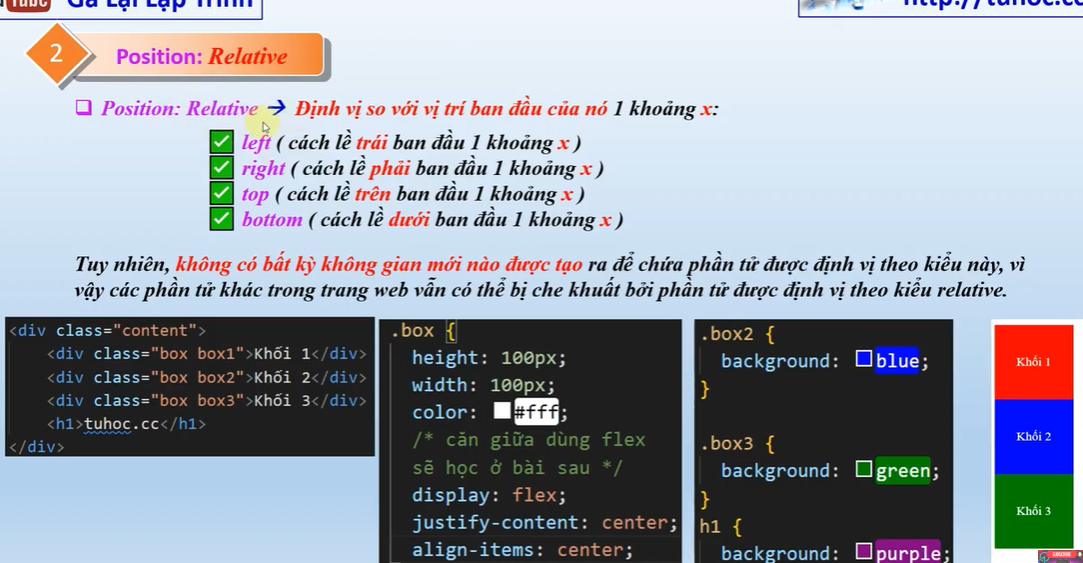 Gà Lại Lập Trình
2
Position: Relative
Position: Relative → Định vị so với vị trí ban đầu của nó 1 khoảng x:
left ( cách lề trái ban đầu 1 khoảng x )
right ( cách lề phải ban đầu 1 khoảng x )
top ( cách lề trên ban đầu 1 khoảng x )
bottom ( cách lề dưới ban đầu 1 khoảng x )
Tuy nhiên, không có bất kỳ không gian mới nào được tạo ra để chứa phần tử được định vị theo kiểu này, vì
vậy các phần tử khác trong trang web vẫn có thể bị che khuất bởi phần tử được định vị theo kiểu relative.
<div class="content">
<div class="box box1">Khối 1</div>
<div class="box box2">Khối 2</div>
<div class="box box3">Khối 3</div>
<h1>tuhoc.cc</h1>
</div>
.box {
height: 100px;
width: 100px;
color: #fff;
/* căn giữa dùng flex
sẽ học ở bài sau */
display: flex;
justify-content: center;
align-items: center;
.box2 {
background: blue;
}
.box3 {
background: green;
}
h1 {
background: purple;
Khối 1
Khối 2
Khối 3